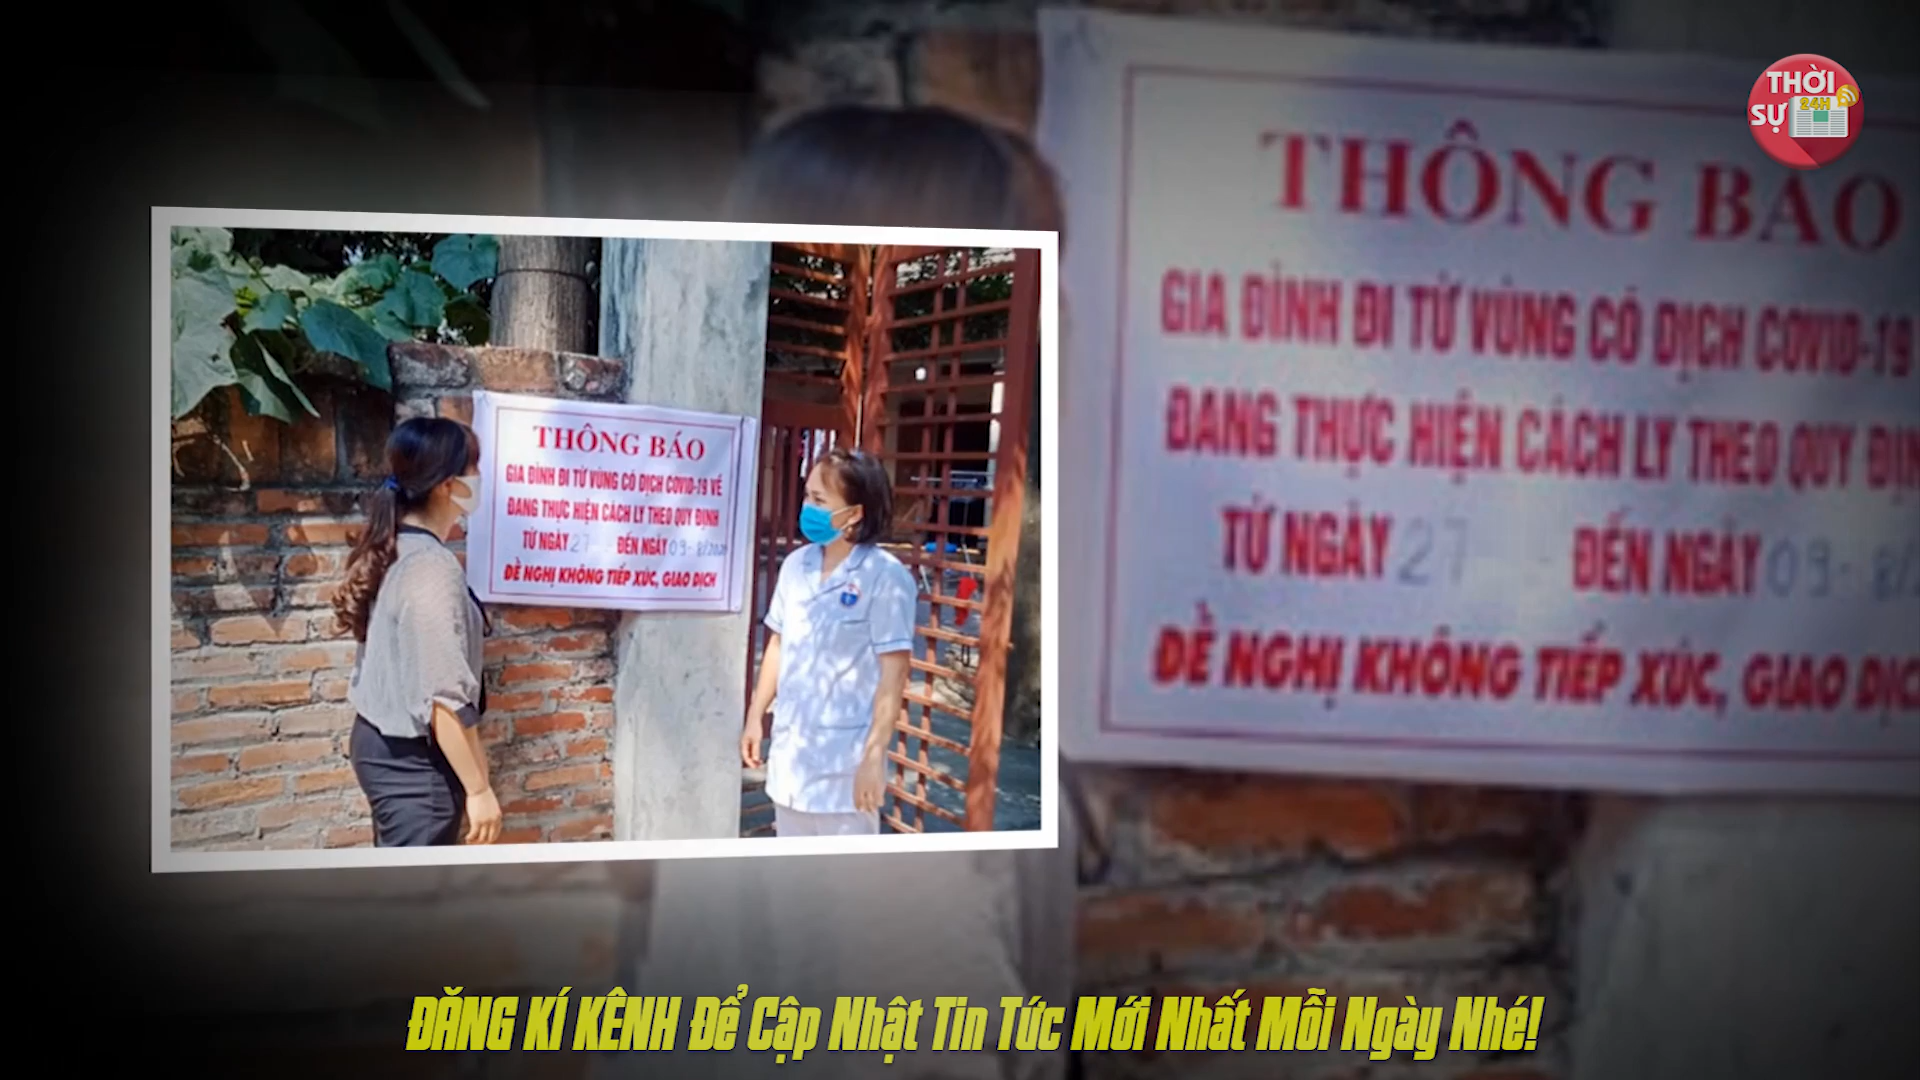 THỜI
SỰ 24H
THÔNG BÁO
GIA ĐÌNH ĐI TỪ VÙNG CÓ DỊCH COVID-19 VỀ
ĐANG THỰC HIỆN CÁCH LY THEO QUY ĐỊNH
TỪ NGÀY 27 - ĐẾN NGÀY 09-8/2020
ĐỀ NGHỊ KHÔNG TIẾP XÚC, GIAO DỊCH
THÔNG BÁO
GIA ĐÌNH ĐI TỪ VÙNG CÓ DỊCH COVID-19
ĐANG THỰC HIỆN CÁCH LY THEO QUY
TỪ NGÀY 27 - ĐẾN NGÀY 09-8/
ĐỀ NGHỊ KHÔNG TIẾP XÚC, GIAO
ĐĂNG KÍ KÊNH Để Cập Nhật Tin Tức Mới Nhất Mỗi Ngày Nhé!